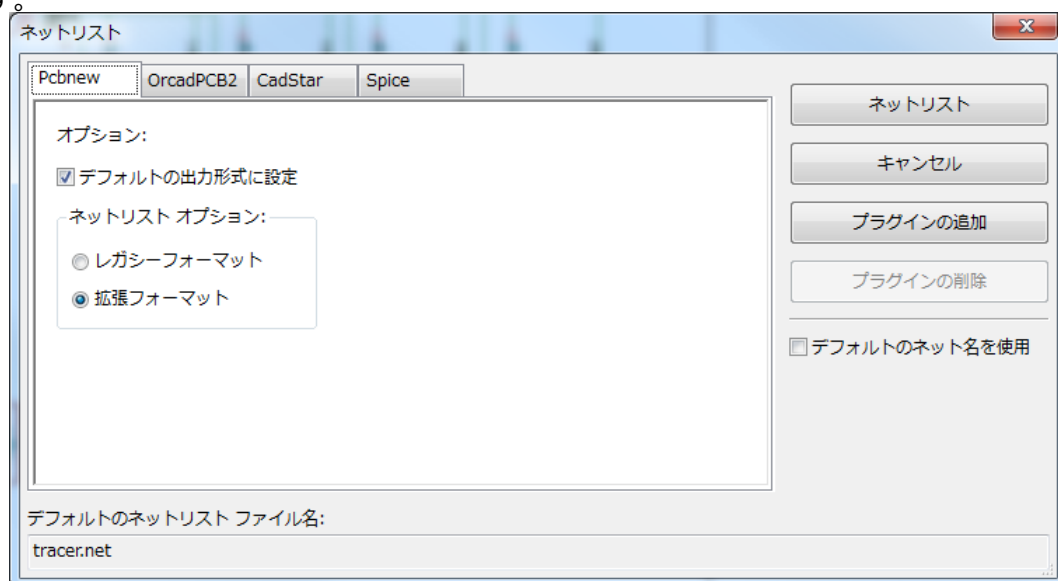 う。
ネットリスト
Pcbnew OrcadPCB2 CadStar Spice
オプション:
デフォルトの出力形式に設定
ネットリスト オプション:
レガシーフォーマット
拡張フォーマット
ネットリスト
キャンセル
プラグインの追加
プラグインの削除
デフォルトのネット名を使用
デフォルトのネットリスト ファイル名:
tracer.net